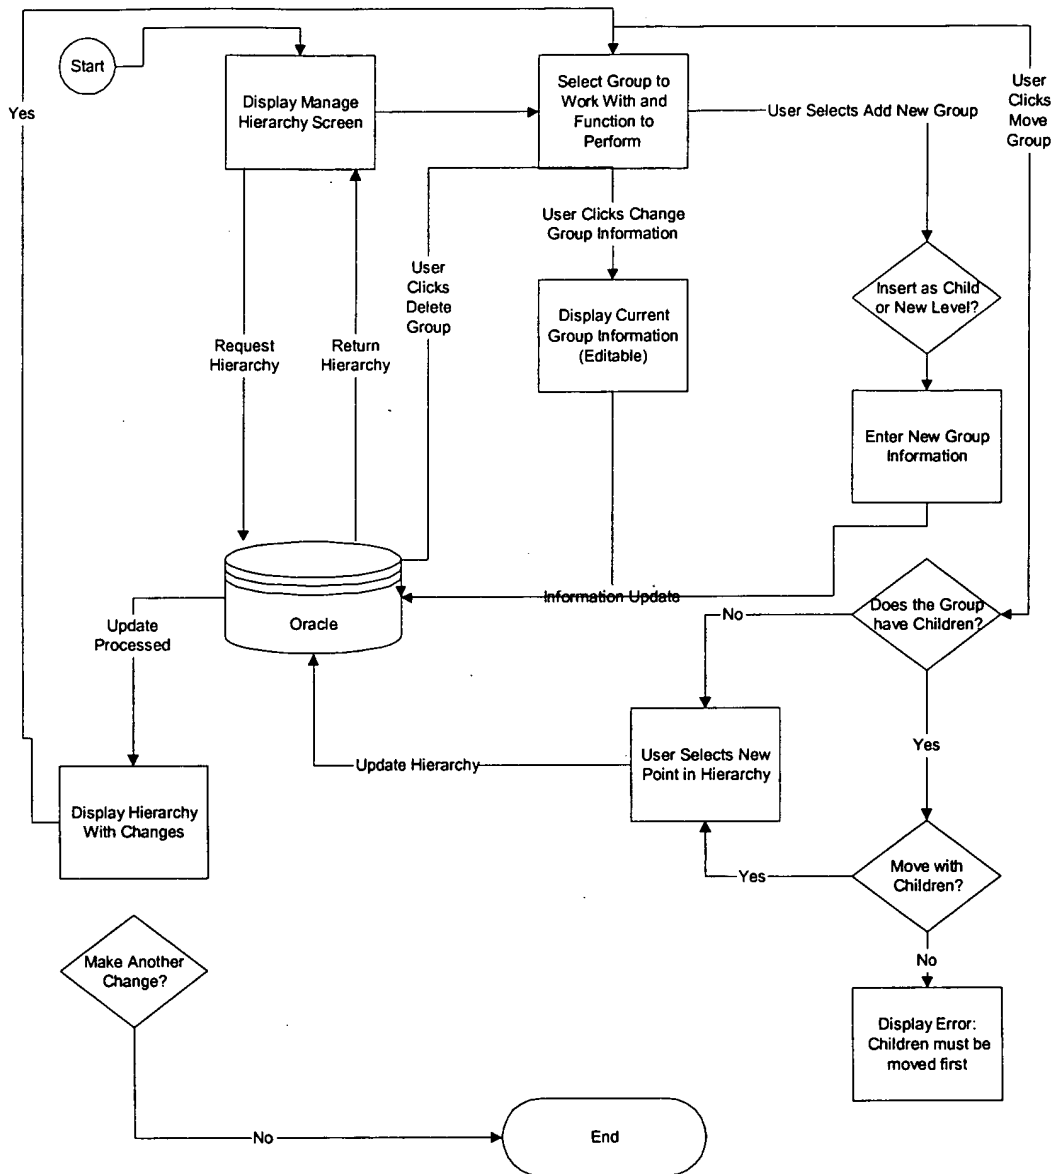 Start
Yes
Display Manage
Hierarchy Screen
Select Group to
Work With and
Function to
Perform
User Selects Add New Group
User
Clicks
Move
Group
User Clicks Change
Group Information
User
Clicks
Delete
Group
Insert as Child
or New Level?
Display Current
Group Information
(Editable)
Request
Hierarchy
Return
Hierarchy
Enter New Group
Information
Information Update
Oracle
Does the Group
have Children?
No
Update
Processed
Yes
User Selects New
Point in Hierarchy
Update Hierarchy
Display Hierarchy
With Changes
Move with
Children?
Yes
Make Another
Change?
No
Display Error:
Children must be
moved first
No
End